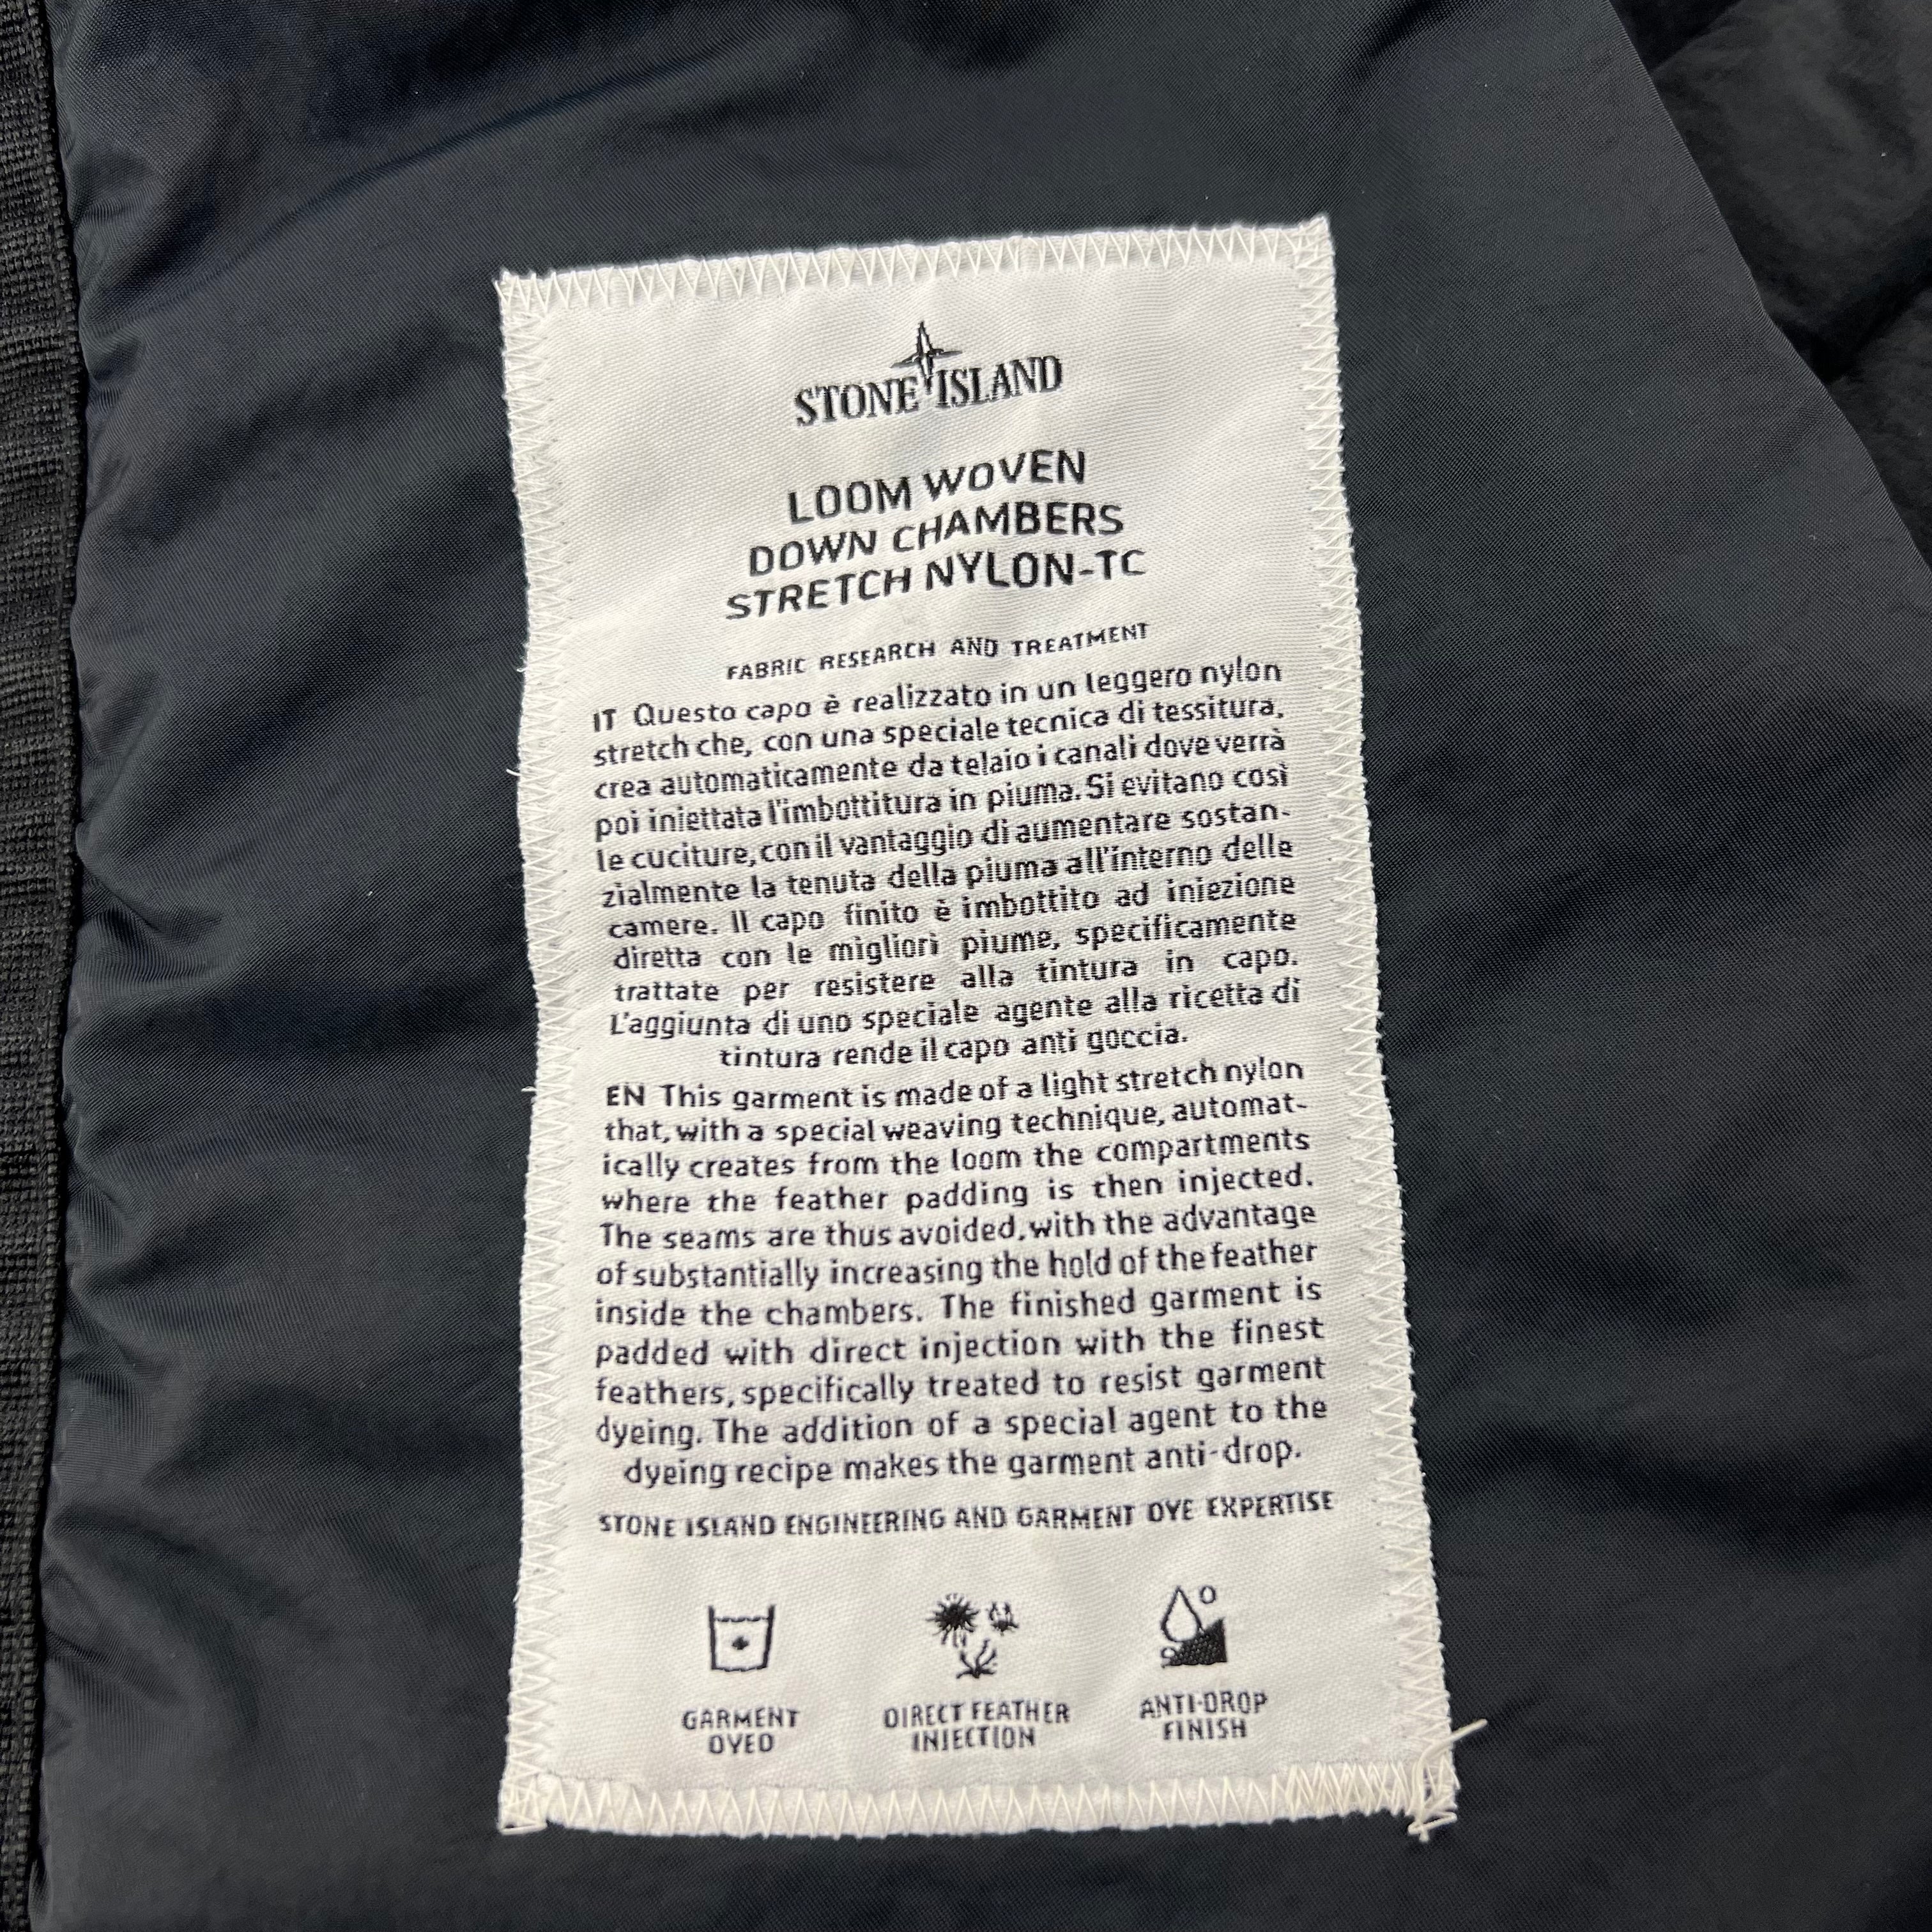 STONE ISLAND
LOOM WOVEN
DOWN CHAMBERS
STRETCH NYLON-TC
FABRIC RESEARCH AND TREATMENT
IT Questo capo è realizzato in un leggero nylon
stretch che, con una speciale tecnica di tessitura,
crea automaticamente da telaio i canali dove verrà
poi iniettata l'imbottitura in piuma. Si evitano così
le cuciture, con il vantaggio di aumentare sostan-
zialmente la tenuta della piuma all'interno delle
camere. Il capo finito è imbottito ad iniezione
diretta con le migliori piume, specificamente
trattate per resistere alla tintura in capo.
L'aggiunta di uno speciale agente alla ricetta di
tintura rende il capo anti goccia.
EN This garment is made of a light stretch nylon
that, with a special weaving technique, automat-
ically creates from the loom the compartments
where the feather padding is then injected.
The seams are thus avoided, with the advantage
of substantially increasing the hold of the feather
inside the chambers. The finished garment is
padded with direct injection with the finest
feathers, specifically treated to resist garment
dyeing. The addition of a special agent to the
dyeing recipe makes the garment anti-drop.
STONE ISLAND ENGINEERING AND GARMENT DYE EXPERTISE
GARMENT DYED
DIRECT FEATHER INJECTION
ANTI-DROP FINISH